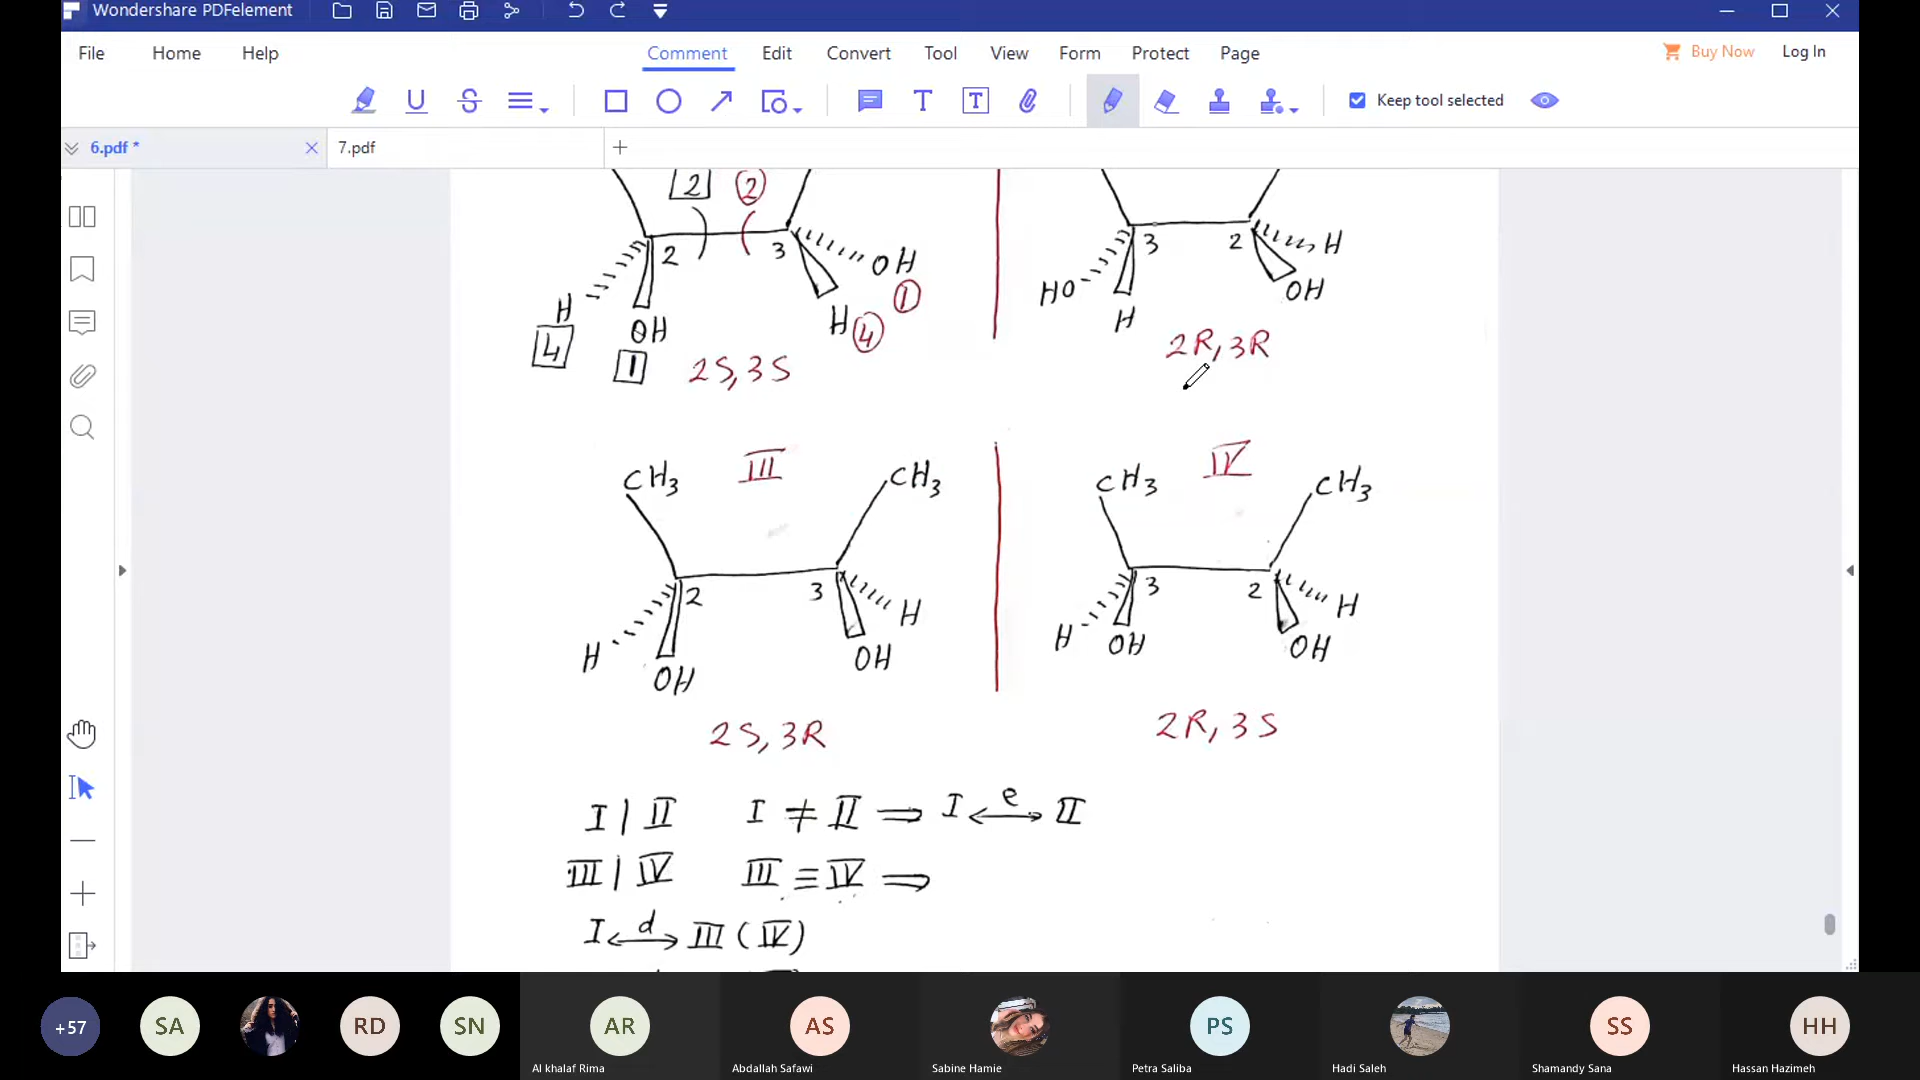 Wondershare PDFelement
File Home Help Comment Edit Convert Tool View Form Protect Page Buy Now Log In
Keep tool selected
6.pdf * 7.pdf
2 2
2 3 3 2
H OH HO H
OH H H OH
4 1 4 1
2S, 3S 2R, 3R
III IV
CH3 CH3 CH3 CH3
2 3 3 2
H OH OH H H OH OH H
2S, 3R 2R, 3S
I | II I ≠ II ⇒ I ⟷ e II
III | IV III ≡ IV ⇒
I ⟷ d III (IV)
+57 SA RD SN AR AS PS SS HH
Al khalaf Rima Abdallah Safawi Sabine Hamie Petra Saliba Hadi Saleh Shamandy Sana Hassan Hazimeh